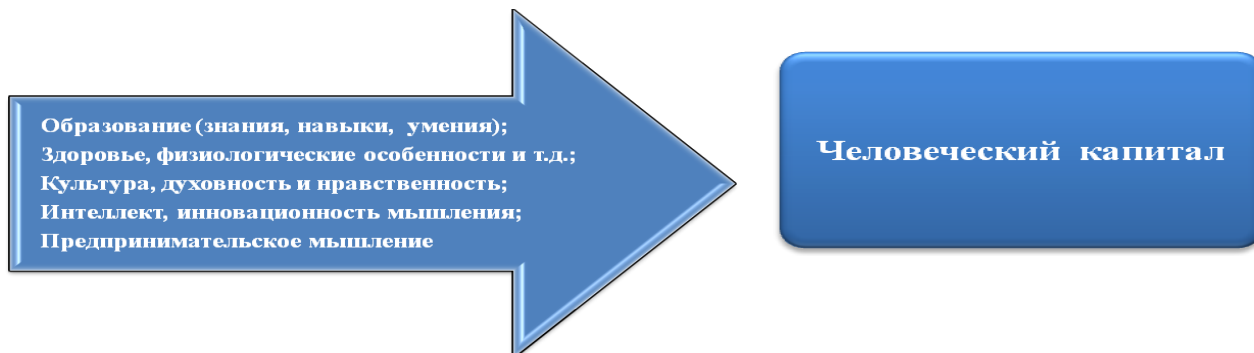 Образование (знания, навыки, умения);
Здоровье, физиологические особенности и т.д.;
Культура, духовность и нравственность;
Интеллект, инновационность мышления;
Предпринимательское мышление
Человеческий капитал